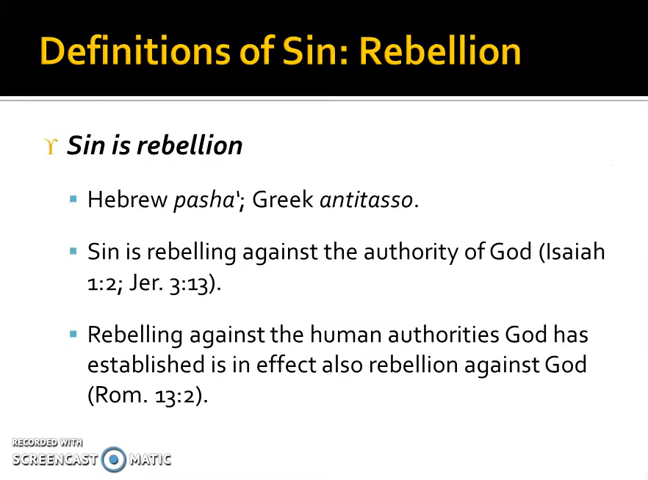 Definitions of Sin: Rebellion
ϒ Sin is rebellion
Hebrew pasha‛; Greek antitasso.
Sin is rebelling against the authority of God (Isaiah
1:2; Jer. 3:13).
Rebelling against the human authorities God has
established is in effect also rebellion against God
(Rom. 13:2).
RECORDED WITH
SCREENCAST MATIC